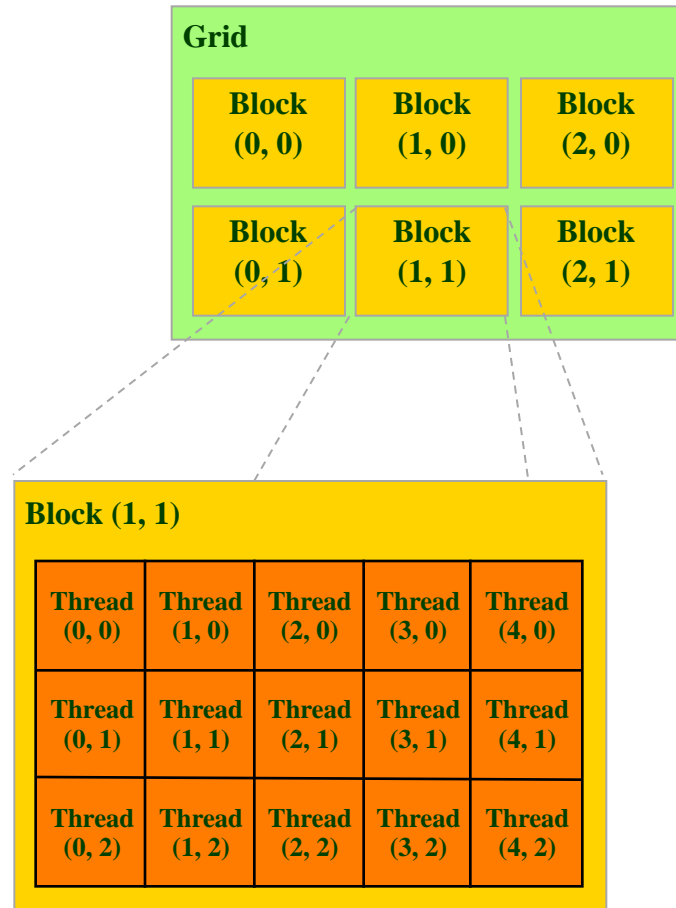 Grid
Block Block Block
(0, 0) (1, 0) (2, 0)
Block Block Block
(0, 1) (1, 1) (2, 1)
Block (1, 1)
Thread Thread Thread Thread Thread
(0, 0) (1, 0) (2, 0) (3, 0) (4, 0)
Thread Thread Thread Thread Thread
(0, 1) (1, 1) (2, 1) (3, 1) (4, 1)
Thread Thread Thread Thread Thread
(0, 2) (1, 2) (2, 2) (3, 2) (4, 2)